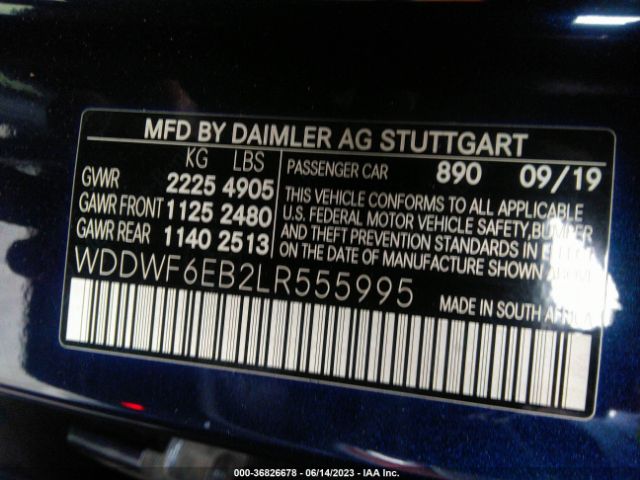 MFD BY DAIMLER AG STUTTGART
KG LBS
GVWR 2225 4905
GAWR FRONT 1125 2480
GAWR REAR 1140 2513
PASSENGER CAR 890 09/19
THIS VEHICLE CONFORMS TO ALL APPLICABLE
U.S. FEDERAL MOTOR VEHICLE SAFETY,BUMPER
AND THEFT PREVENTION STANDARDS IN EFFECT
ON THE DATE OF MANUFACTURE SHOWN ABOVE.
WDDWF6EB2LR555995
MADE IN SOUTH AFRICA
000-36826678 - 06/14/2023 - IAA Inc.